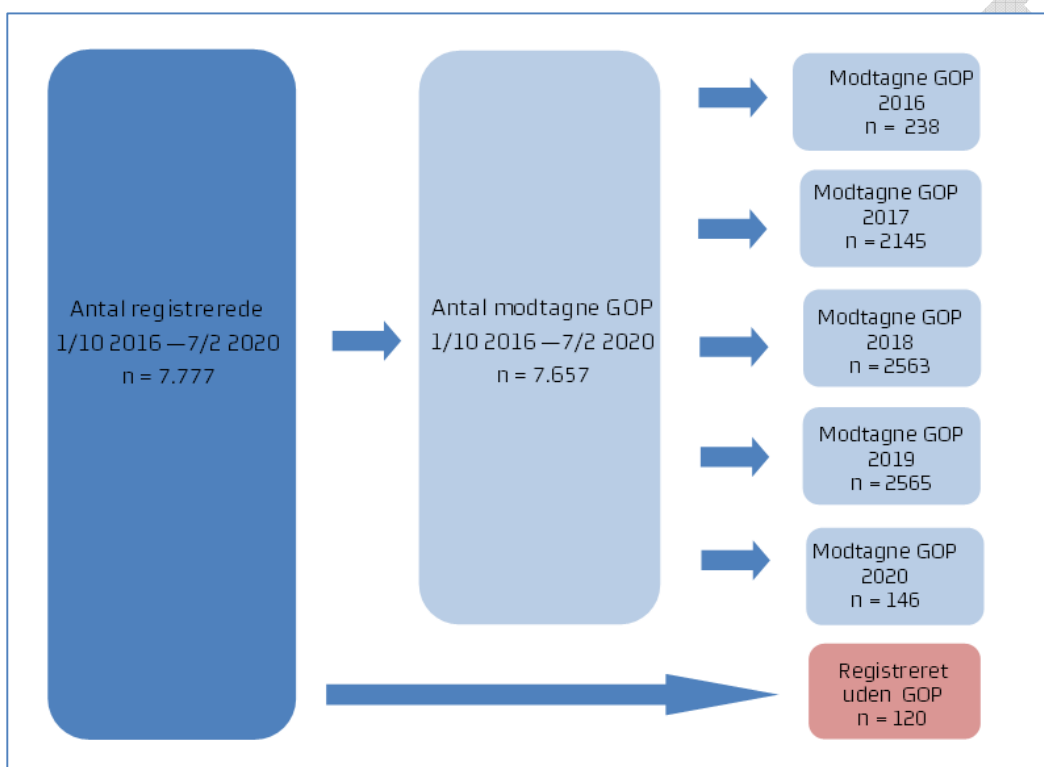 Antal registrerede
1/10 2016 — 7/2 2020
n = 7.777
Antal modtagne GOP
1/10 2016 — 7/2 2020
n = 7.657
Modtagne GOP
2016
n = 238
Modtagne GOP
2017
n = 2145
Modtagne GOP
2018
n = 2563
Modtagne GOP
2019
n = 2565
Modtagne GOP
2020
n = 146
Registreret
uden GOP
n = 120